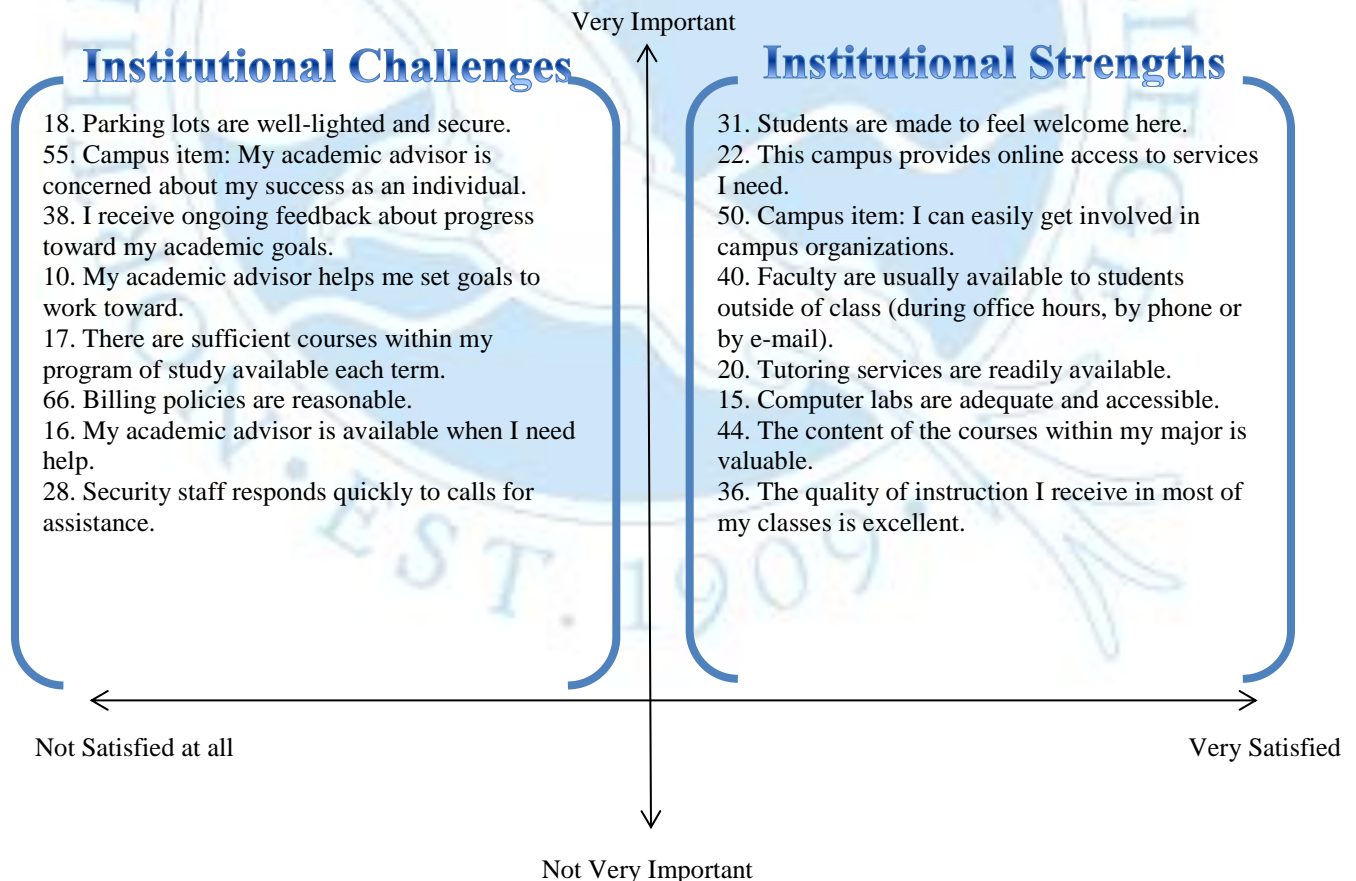 Very Important
Institutional Challenges
18. Parking lots are well-lighted and secure.
55. Campus item: My academic advisor is
concerned about my success as an individual.
38. I receive ongoing feedback about progress
toward my academic goals.
10. My academic advisor helps me set goals to
work toward.
17. There are sufficient courses within my
program of study available each term.
66. Billing policies are reasonable.
16. My academic advisor is available when I need
help.
28. Security staff responds quickly to calls for
assistance.
Institutional Strengths
31. Students are made to feel welcome here.
22. This campus provides online access to services
I need.
50. Campus item: I can easily get involved in
campus organizations.
40. Faculty are usually available to students
outside of class (during office hours, by phone or
by e-mail).
20. Tutoring services are readily available.
15. Computer labs are adequate and accessible.
44. The content of the courses within my major is
valuable.
36. The quality of instruction I receive in most of
my classes is excellent.
Not Satisfied at all
Very Satisfied
Not Very Important
EST. 1909